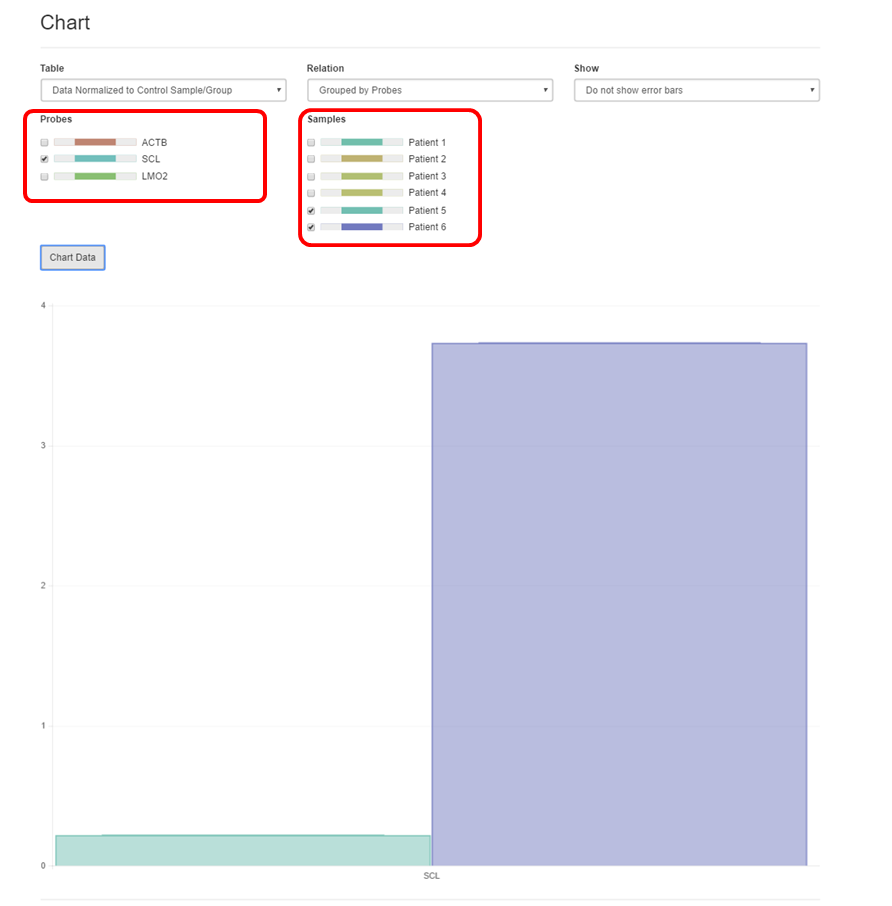 Chart
Table Relation Show
Data Normalized to Control Sample/Group Grouped by Probes Do not show error bars
Probes Samples
ACTB Patient 1
SCL Patient 2
LMO2 Patient 3
Patient 4
Patient 5
Patient 6
Chart Data
4
3
2
1
0
SCL